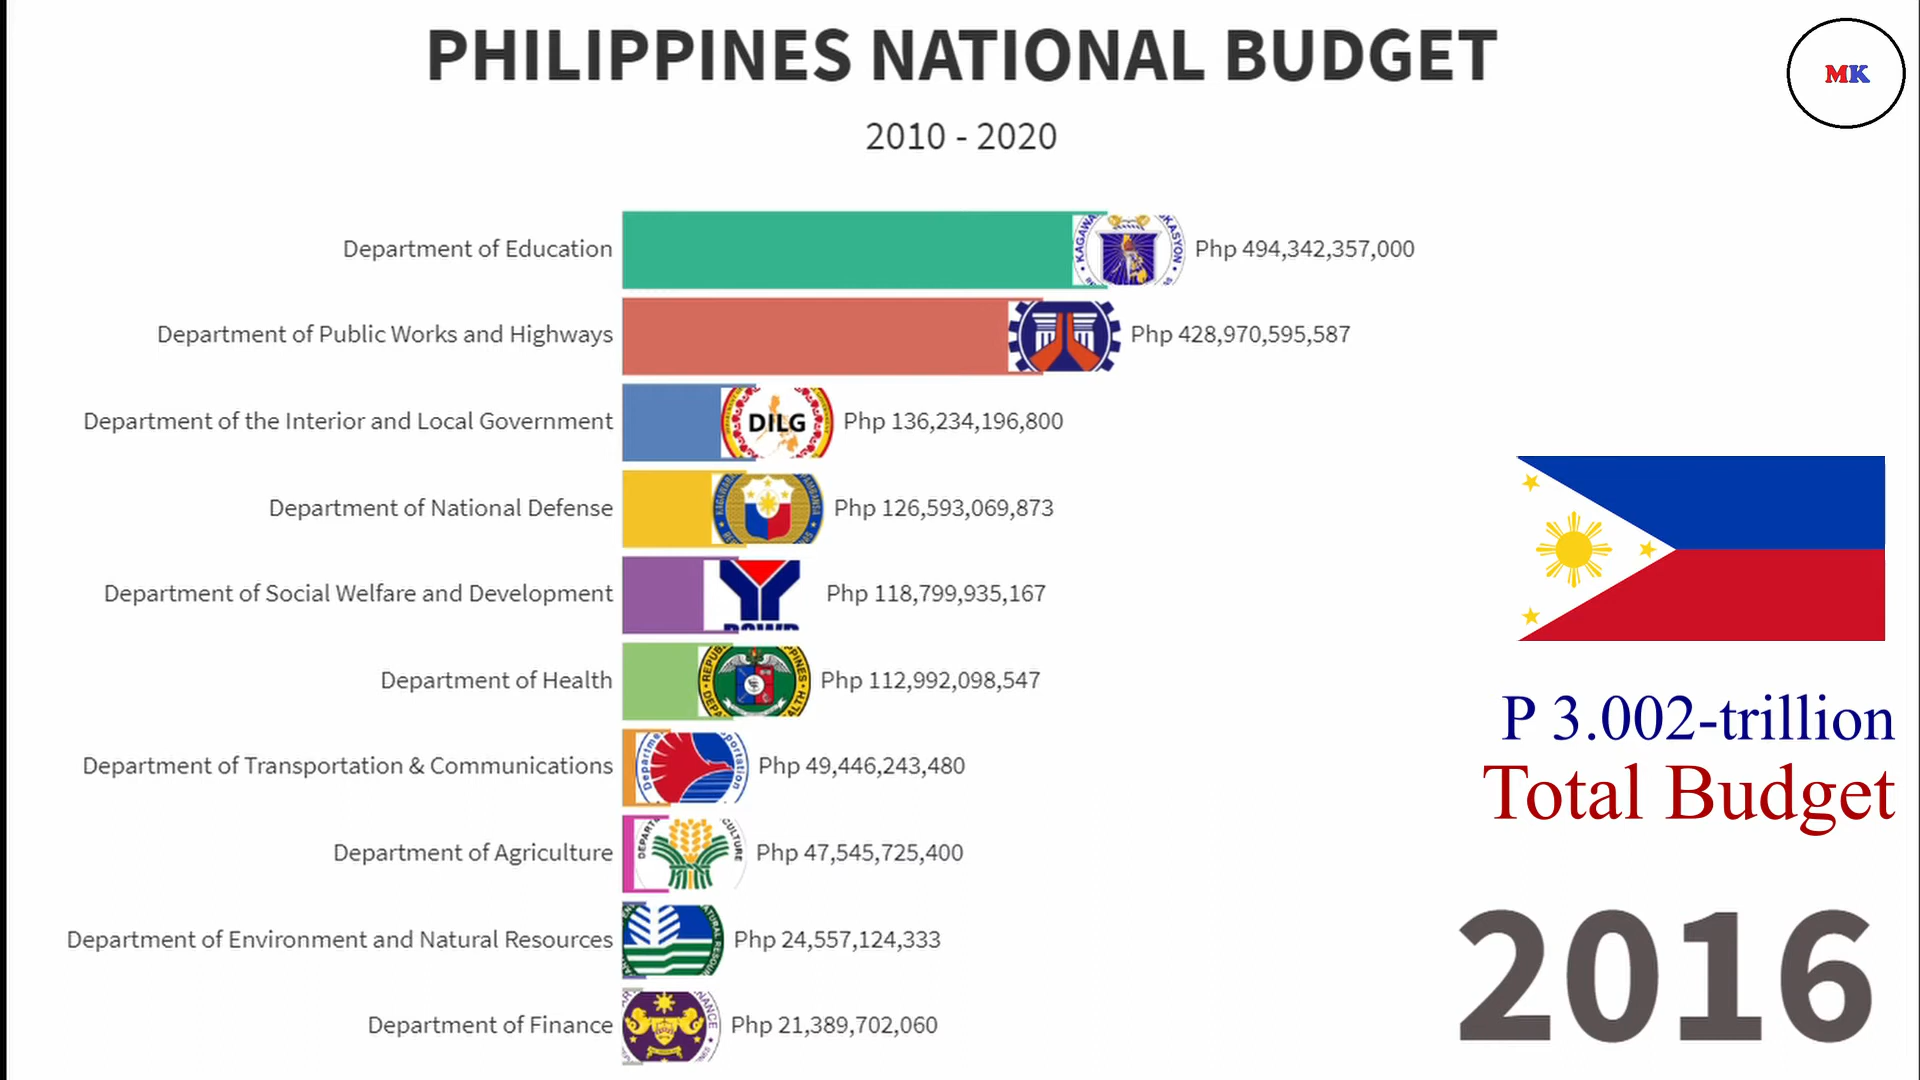 PHILIPPINES NATIONAL BUDGET
MK
2010 - 2020
Department of Education Php 494,342,357,000
Department of Public Works and Highways Php 428,970,595,587
Department of the Interior and Local Government DILG Php 136,234,196,800
Department of National Defense Php 126,593,069,873
Department of Social Welfare and Development DSWD Php 118,799,935,167
Department of Health Php 112,992,098,547
Department of Transportation & Communications Php 49,446,243,480
Department of Agriculture Php 47,545,725,400
Department of Environment and Natural Resources Php 24,557,124,333
Department of Finance Php 21,389,702,060
P 3.002-trillion
Total Budget
2016